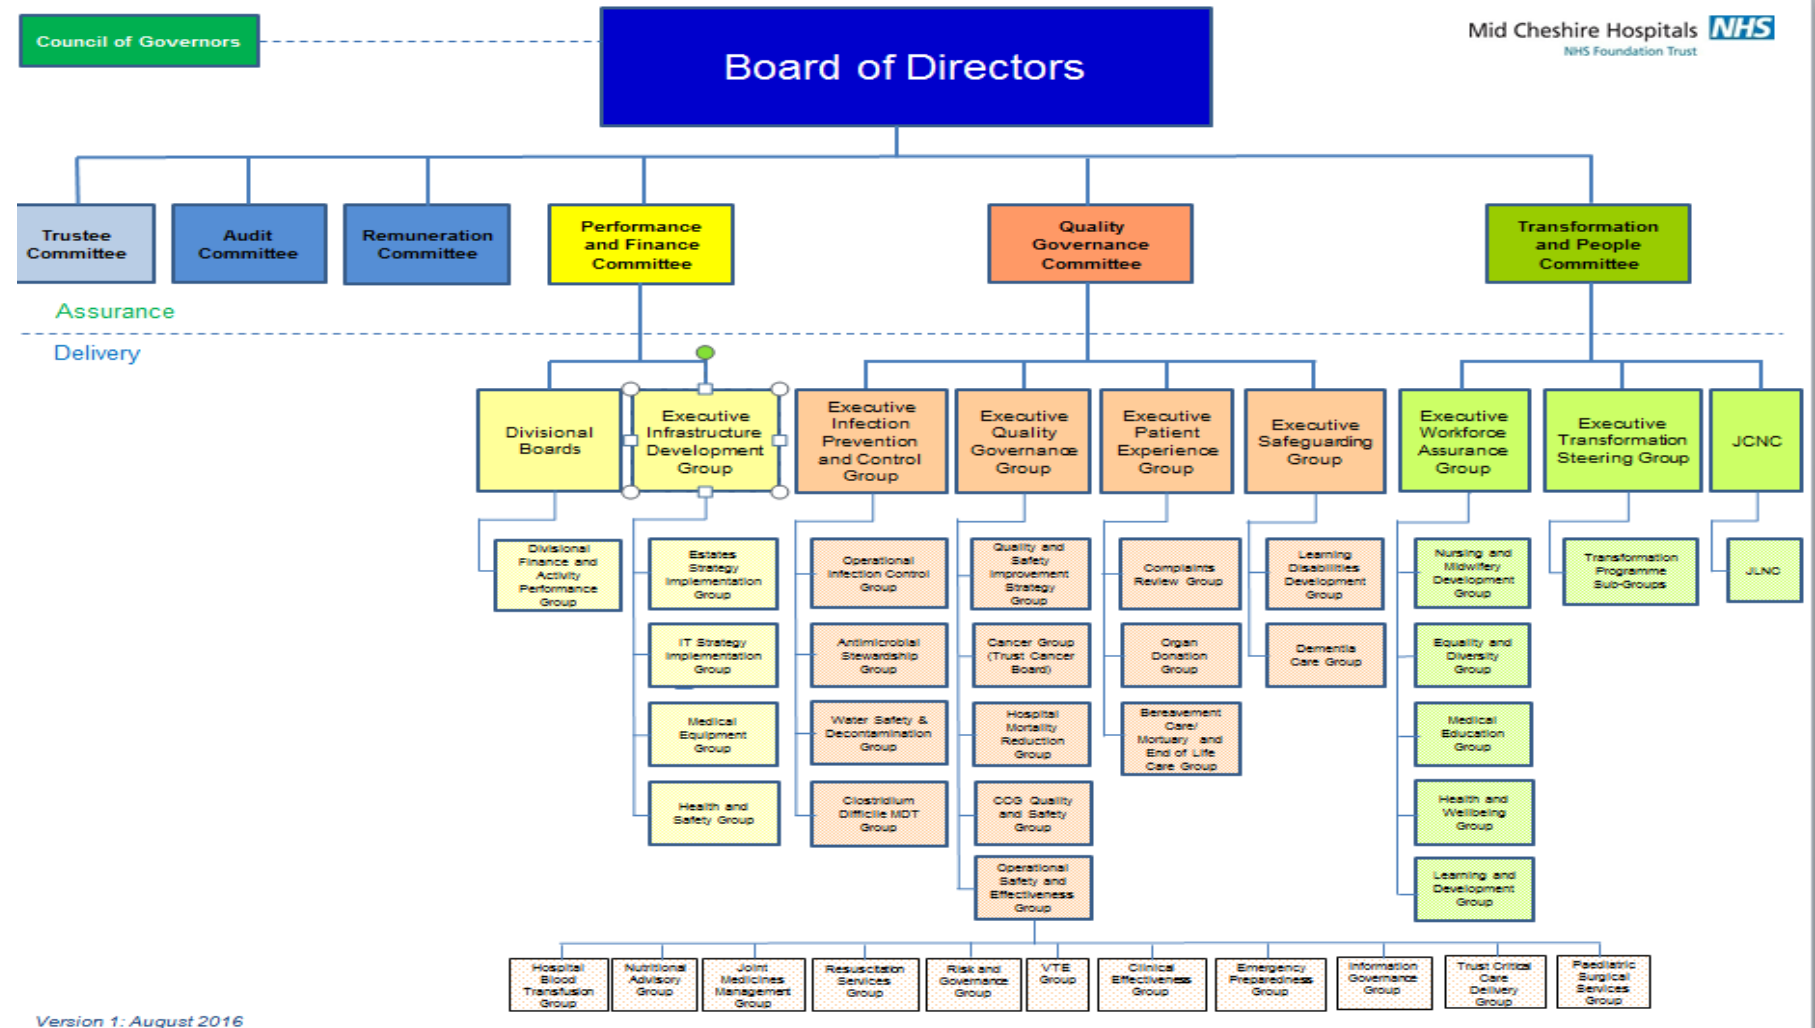 Council of Governors
Board of Directors
Mid Cheshire Hospitals NHS
NHS Foundation Trust
Trustee
Committee
Audit
Committee
Remuneration
Committee
Performance
and Finance
Committee
Quality
Governance
Committee
Transformation
and People
Committee
Assurance
Delivery
Divisional
Boards
Executive
Infrastructure
Development
Group
Executive
Infection
Prevention
and Control
Group
Executive
Quality
Governance
Group
Executive
Patient
Experience
Group
Executive
Safeguarding
Group
Executive
Workforce
Assurance
Group
Executive
Transformation
Steering Group
JCNC
Divisional
Finance and
Activity
Performance
Group
Estates
Strategy
Implementation
Group
IT Strategy
Implementation
Group
Medical
Equipment
Group
Health and
Safety Group
Operational
Infection Control
Group
Antimicrobial
Stewardship
Group
Water Safety &
Decontamination
Group
Clostridium
Difficile MDT
Group
Quality and
Safety
Improvement
Strategy
Group
Cancer Group
(Trust Cancer
Board)
Hospital
Mortality
Reduction
Group
CCG Quality
and Safety
Group
Operational
Safety and
Effectiveness
Group
Complaints
Review Group
Organ
Donation
Group
Bereavement
Care/
Mortuary and
End of Life
Care Group
Learning
Disabilities
Development
Group
Dementia
Care Group
Nursing and
Midwifery
Development
Group
Equality and
Diversity
Group
Medical
Education
Group
Health and
Wellbeing
Group
Learning and
Development
Group
Transformation
Programme
Sub-Groups
JLNC
Hospital
Blood
Transfusion
Group
Nutritional
Advisory
Group
Joint
Medicines
Management
Group
Resuscitation
Services
Group
Risk and
Governance
Group
VTE
Group
Clinical
Effectiveness
Group
Emergency
Preparedness
Group
Information
Governance
Group
Trust Critical
Care
Delivery
Group
Paediatric
Surgical
Services
Group
Version 1: August 2016